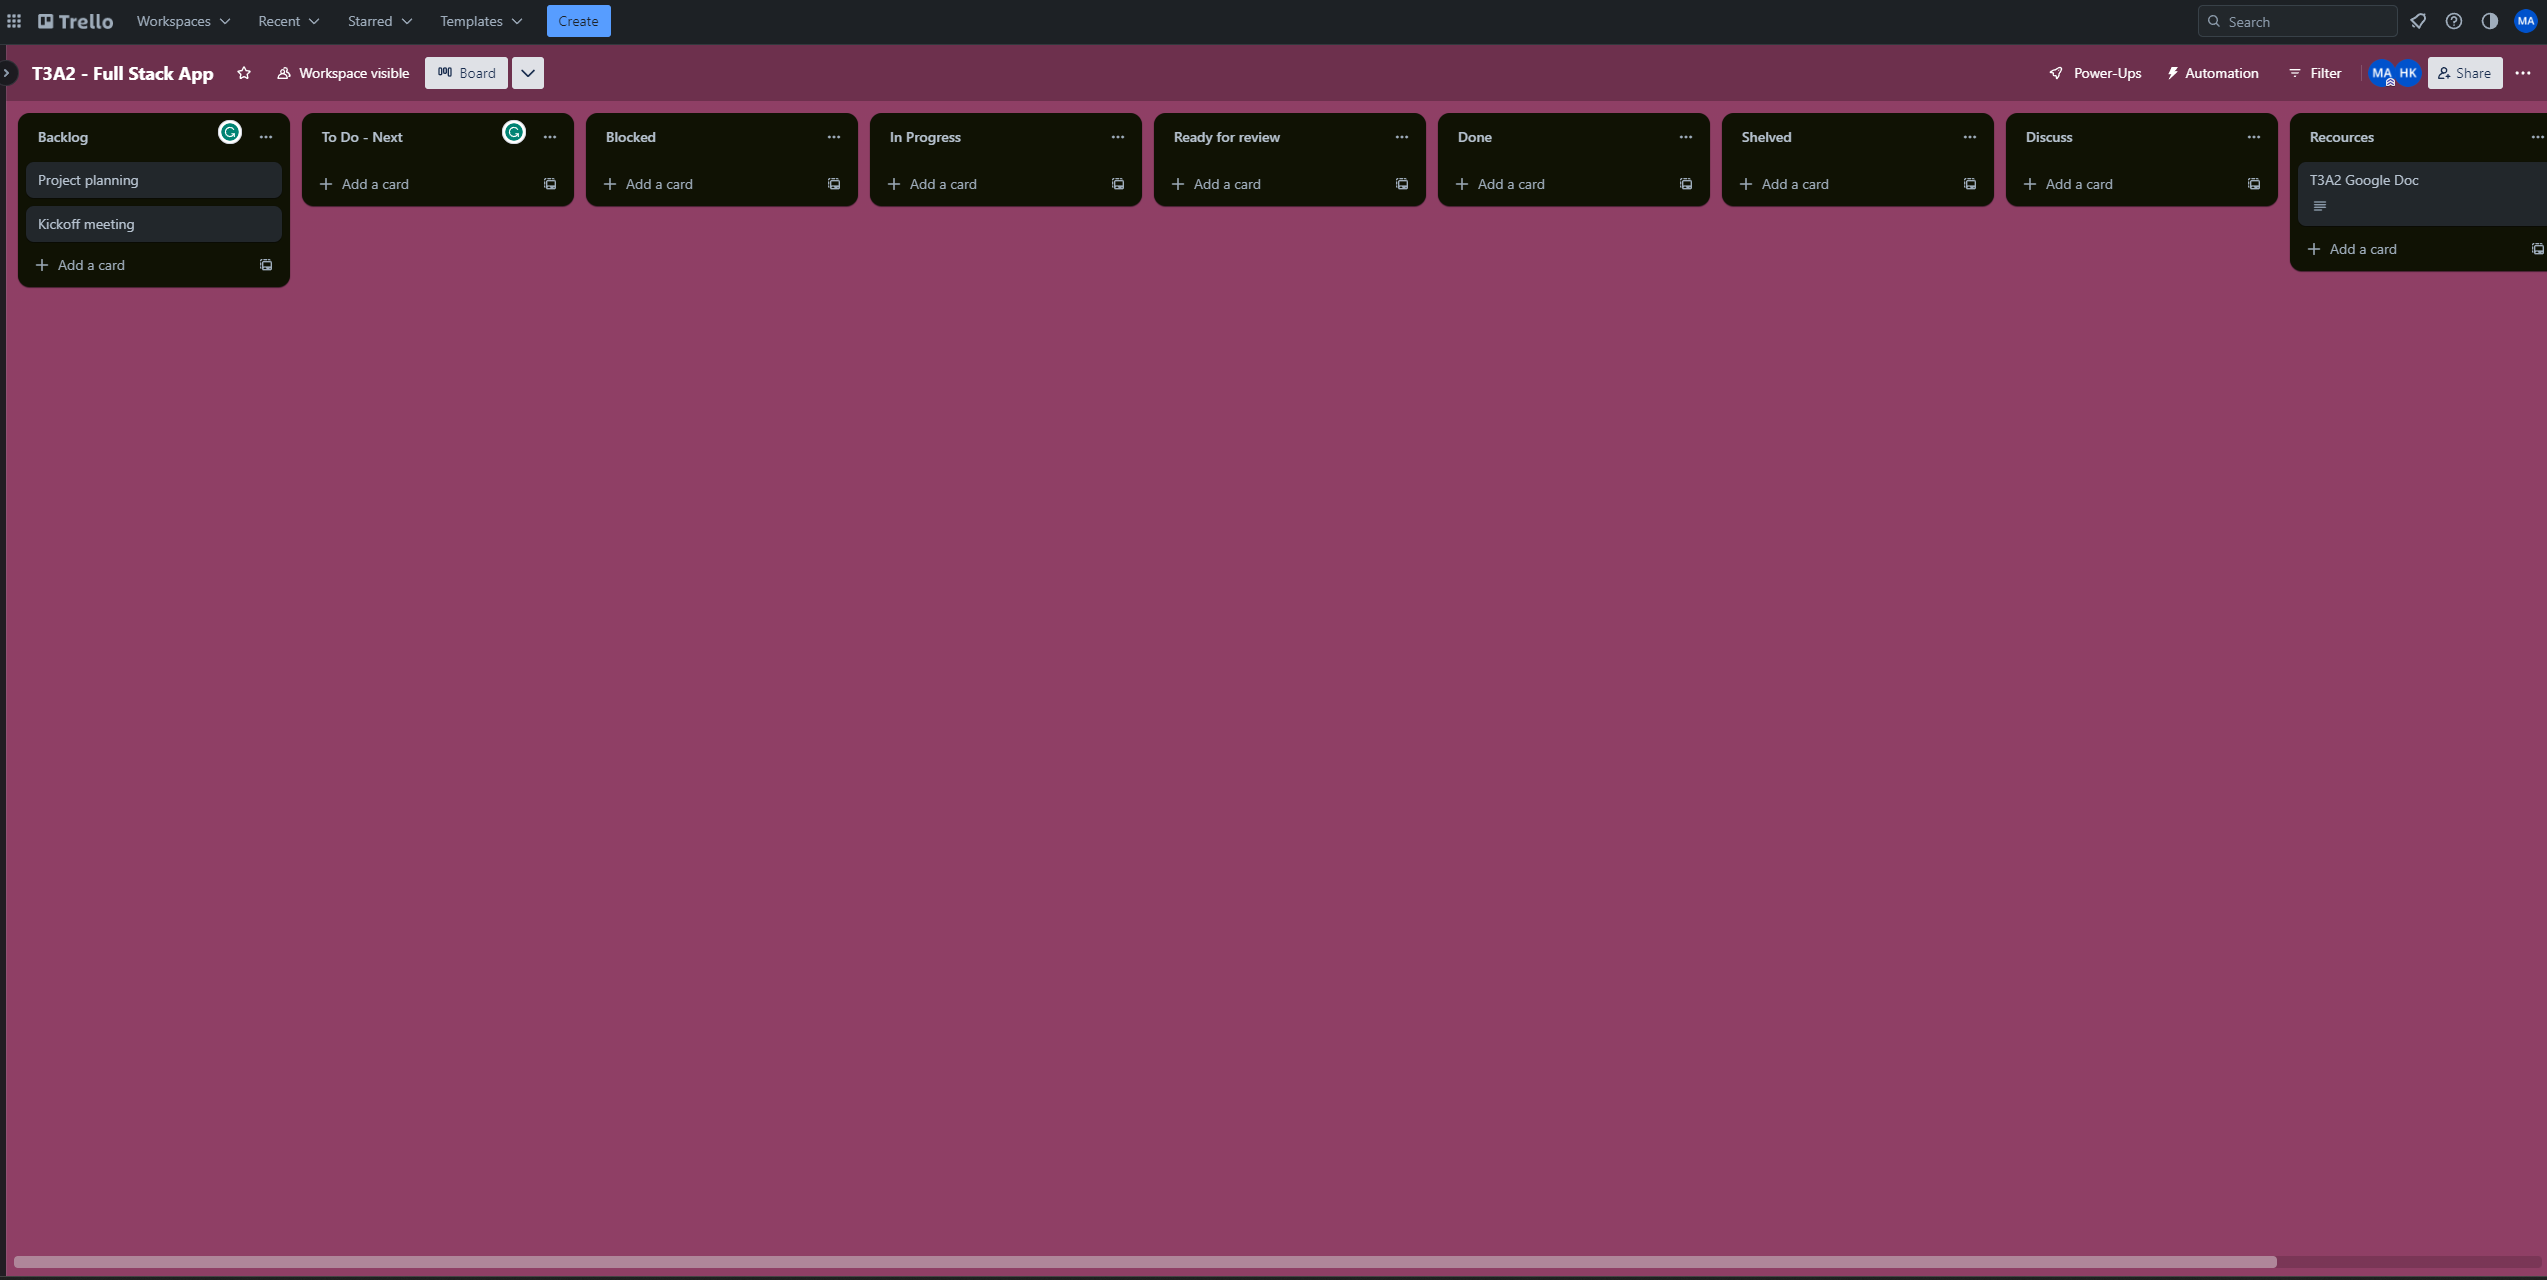 Trello Workspaces Recent Starred Templates Create Search MA
T3A2 - Full Stack App Workspace visible Board Power-Ups Automation Filter MA HK Share
Backlog
Project planning
Kickoff meeting
Add a card
To Do - Next
Add a card
Blocked
Add a card
In Progress
Add a card
Ready for review
Add a card
Done
Add a card
Shelved
Add a card
Discuss
Add a card
Recources
T3A2 Google Doc
Add a card